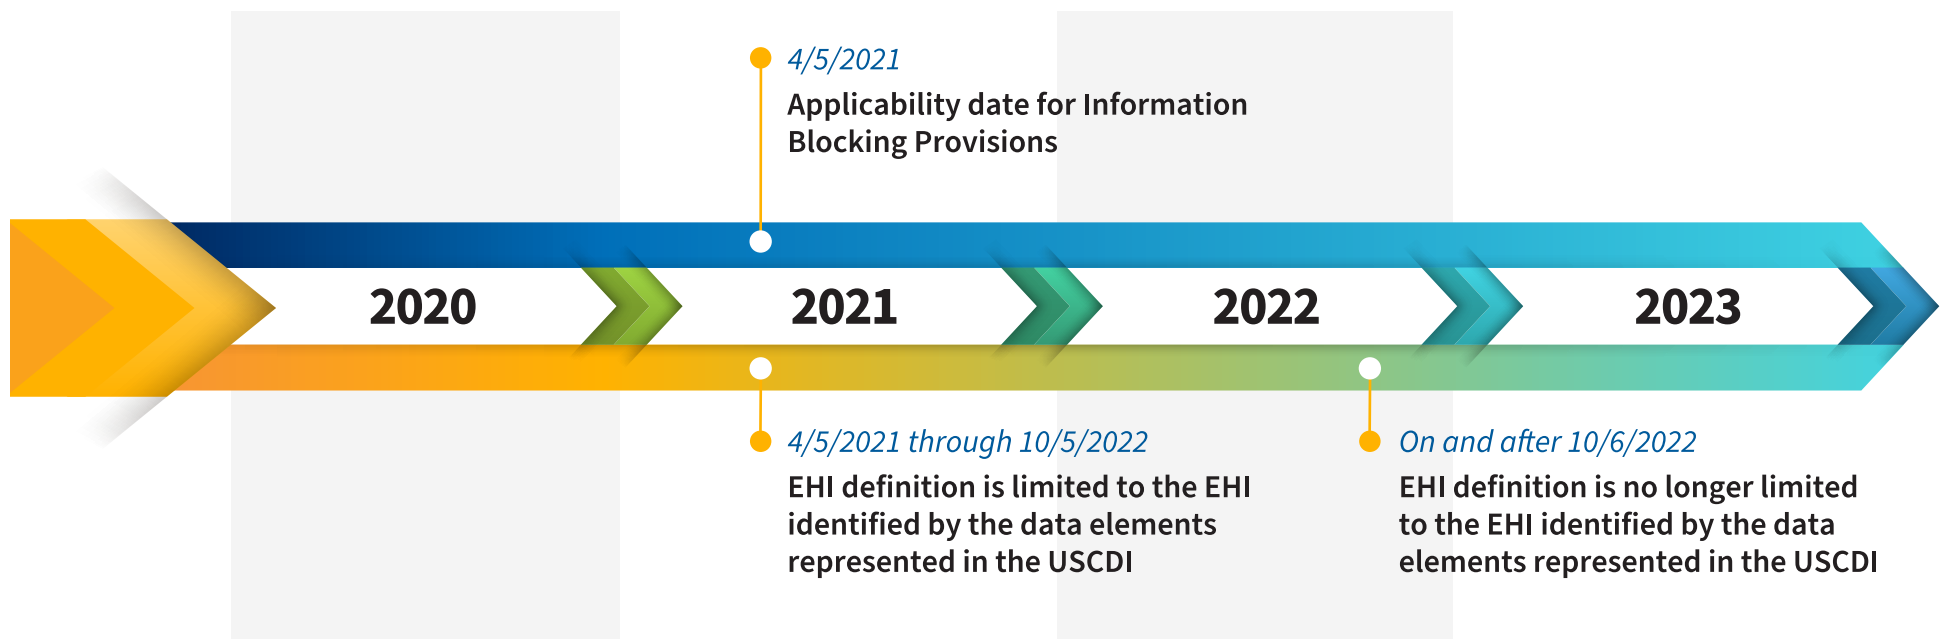 4/5/2021
Applicability date for Information
Blocking Provisions
2020
2021
2022
2023
4/5/2021 through 10/5/2022
EHI definition is limited to the EHI
identified by the data elements
represented in the USCDI
On and after 10/6/2022
EHI definition is no longer limited
to the EHI identified by the data
elements represented in the USCDI